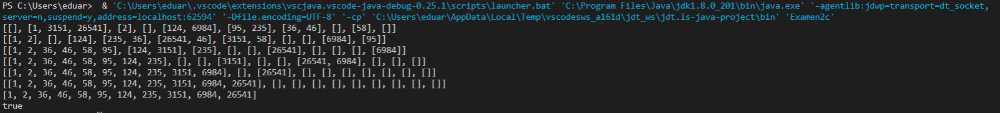 PS C:\Users\eduar>  & 'C:\Users\eduar\.vscode\extensions\vscjava.vscode-java-debug-0.25.1\scripts\launcher.bat' 'C:\Program Files\Java\jdk1.8.0_201\bin\java.exe' '-agentlib:jdwp=transport=dt_socket,
server=n,suspend=y,address=localhost:62594' '-Dfile.encoding=UTF-8' '-cp' 'C:\Users\eduar\AppData\Local\Temp\vscodesws_a161d\jdt_ws\jdt.ls-java-project\bin' 'Examen2c'
[[], [1, 3151, 26541], [2], [], [124, 6984], [95, 235], [36, 46], [], [58], []]
[[1, 2], [], [124], [235, 36], [26541, 46], [3151, 58], [], [], [6984], [95]]
[[1, 2, 36, 46, 58, 95], [124, 3151], [235], [], [], [26541], [], [], [], [6984]]
[[1, 2, 36, 46, 58, 95, 124, 235], [], [], [3151], [], [], [26541, 6984], [], [], []]
[[1, 2, 36, 46, 58, 95, 124, 235, 3151, 6984], [], [26541], [], [], [], [], [], [], []]
[[1, 2, 36, 46, 58, 95, 124, 235, 3151, 6984, 26541], [], [], [], [], [], [], [], [], []]
[1, 2, 36, 46, 58, 95, 124, 235, 3151, 6984, 26541]
true